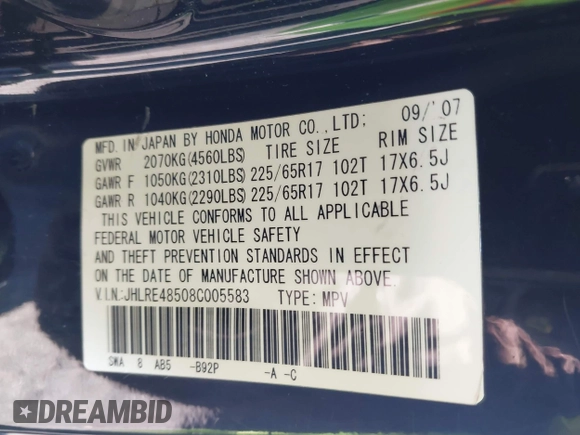 MFD. IN JAPAN BY HONDA MOTOR CO., LTD: 09/'07
GVWR 2070KG(4560LBS) TIRE SIZE RIM SIZE
GAWR F 1050KG(2310LBS) 225/65R17 102T 17X6.5J
GAWR R 1040KG(2290LBS) 225/65R17 102T 17X6.5J
THIS VEHICLE CONFORMS TO ALL APPLICABLE
FEDERAL MOTOR VEHICLE SAFETY
AND THEFT PREVENTION STANDARDS IN EFFECT
ON THE DATE OF MANUFACTURE SHOWN ABOVE.
V.I.N.:JHLRE48508C005583 TYPE: MPV
SWA 8 AB5 -B92P -A -C
DREAMBID